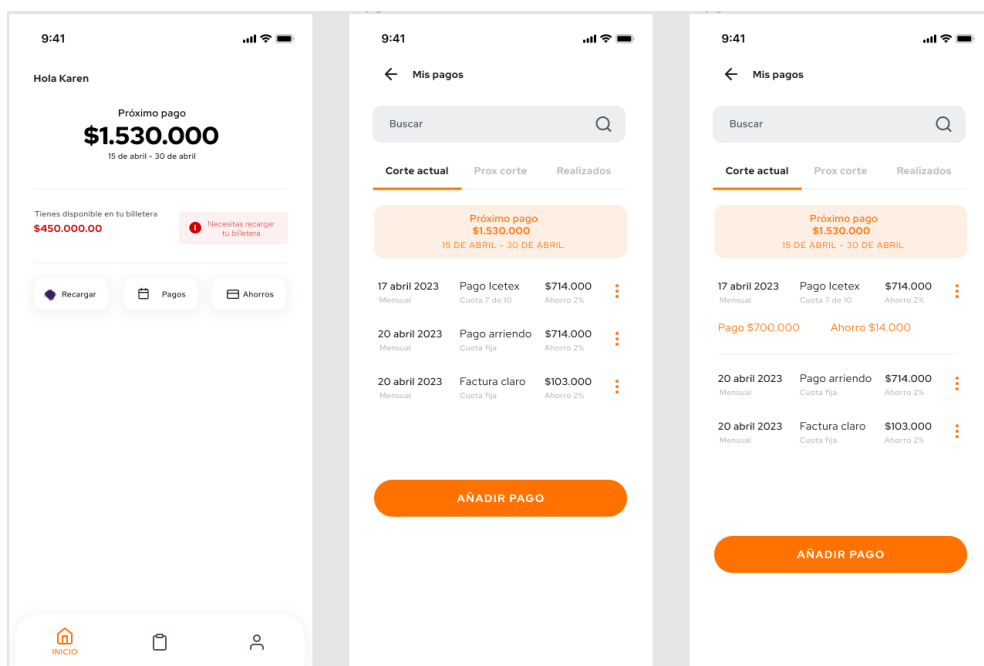 9:41
Hola Karen
Próximo pago
$1.530.000
15 de abril - 30 de abril
Tienes disponible en tu billetera
$450.000.00
Necesitas recargar
tu billetera
Recargar
Pagos
Ahorros
INICIO
9:41
Mis pagos
Buscar
Corte actual Prox corte Realizados
Próximo pago
$1.530.000
15 DE ABRIL - 30 DE ABRIL
17 abril 2023 Pago Icetex $714.000
Mensual Cuota 7 de 10 Ahorro 2%
20 abril 2023 Pago arriendo $714.000
Mensual Cuota fija Ahorro 2%
20 abril 2023 Factura claro $103.000
Mensual Cuota fija Ahorro 2%
AÑADIR PAGO
9:41
Mis pagos
Buscar
Corte actual Prox corte Realizados
Próximo pago
$1.530.000
15 DE ABRIL - 30 DE ABRIL
17 abril 2023 Pago Icetex $714.000
Mensual Cuota 7 de 10 Ahorro 2%
Pago $700.000 Ahorro $14.000
20 abril 2023 Pago arriendo $714.000
Mensual Cuota fija Ahorro 2%
20 abril 2023 Factura claro $103.000
Mensual Cuota fija Ahorro 2%
AÑADIR PAGO